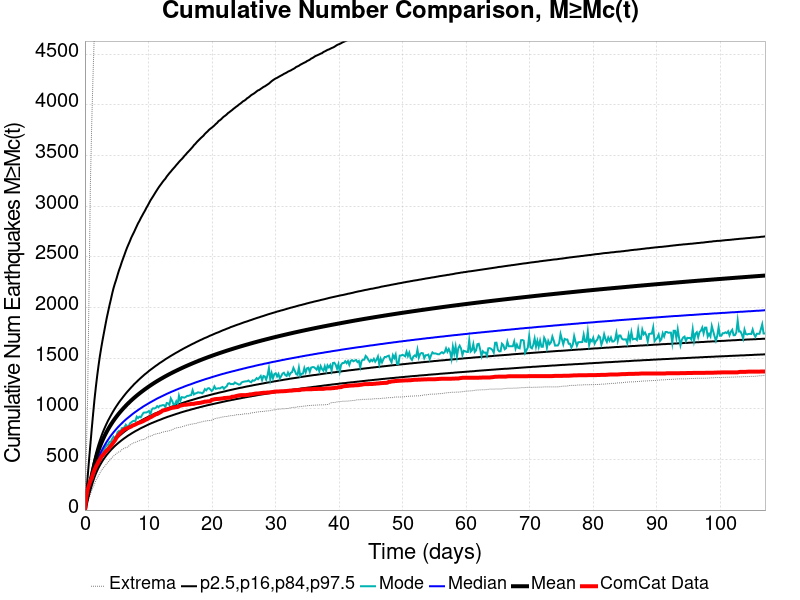 Cumulative Number Comparison, M≥Mc(t)
Cumulative Num Earthquakes M≥Mc(t)
4500
4000
3500
3000
2500
2000
1500
1000
500
0
0 10 20 30 40 50 60 70 80 90 100
Time (days)
Extrema p2.5,p16,p84,p97.5 Mode Median Mean ComCat Data